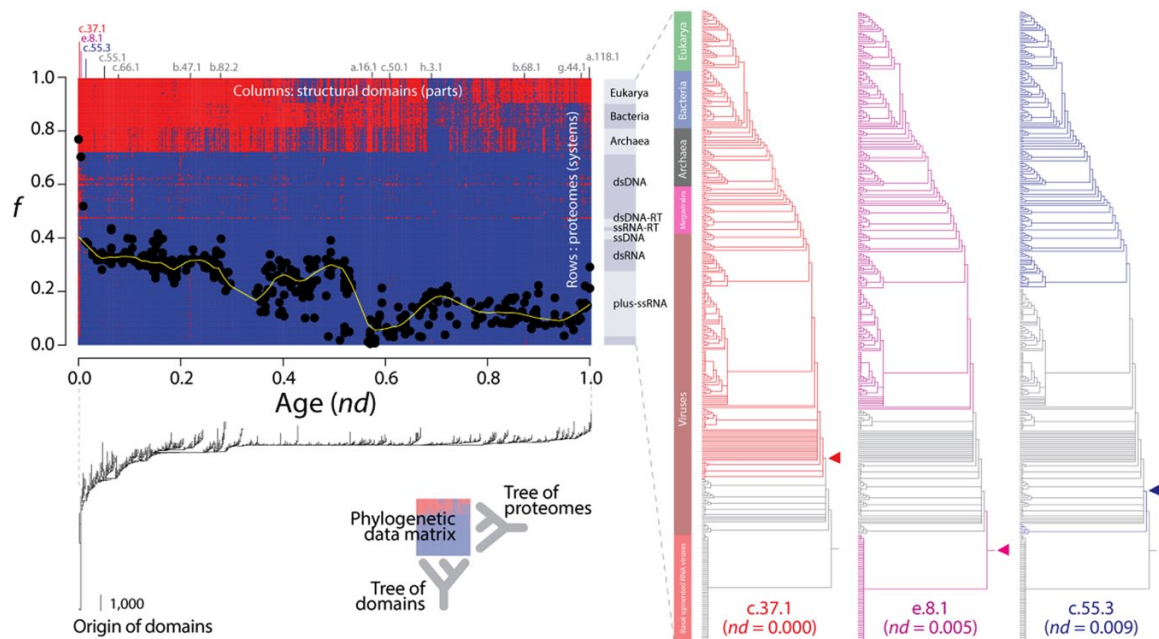 c.37.1
e.8.1
c.55.3
c.55.1
c.66.1
b.47.1
b.82.2
a.16.1
c.50.1
h.3.1
b.68.1
g.44.1
a.118.1
1.0
0.8
0.6
0.4
0.2
0.0
f
Columns: structural domains (parts)
Rows : proteomes (systems)
Eukarya
Bacteria
Archaea
dsDNA
dsDNA-RT
ssRNA-RT
ssDNA
dsRNA
plus-ssRNA
0.0
0.2
0.4
0.6
0.8
1.0
Age (nd)
1,000
Origin of domains
Phylogenetic
data matrix
Tree of
proteomes
Tree of
domains
Eukarya
Bacteria
Archaea
Megavirales
Viruses
Basal sgmented RNA viruses
c.37.1
(nd = 0.000)
e.8.1
(nd = 0.005)
c.55.3
(nd = 0.009)